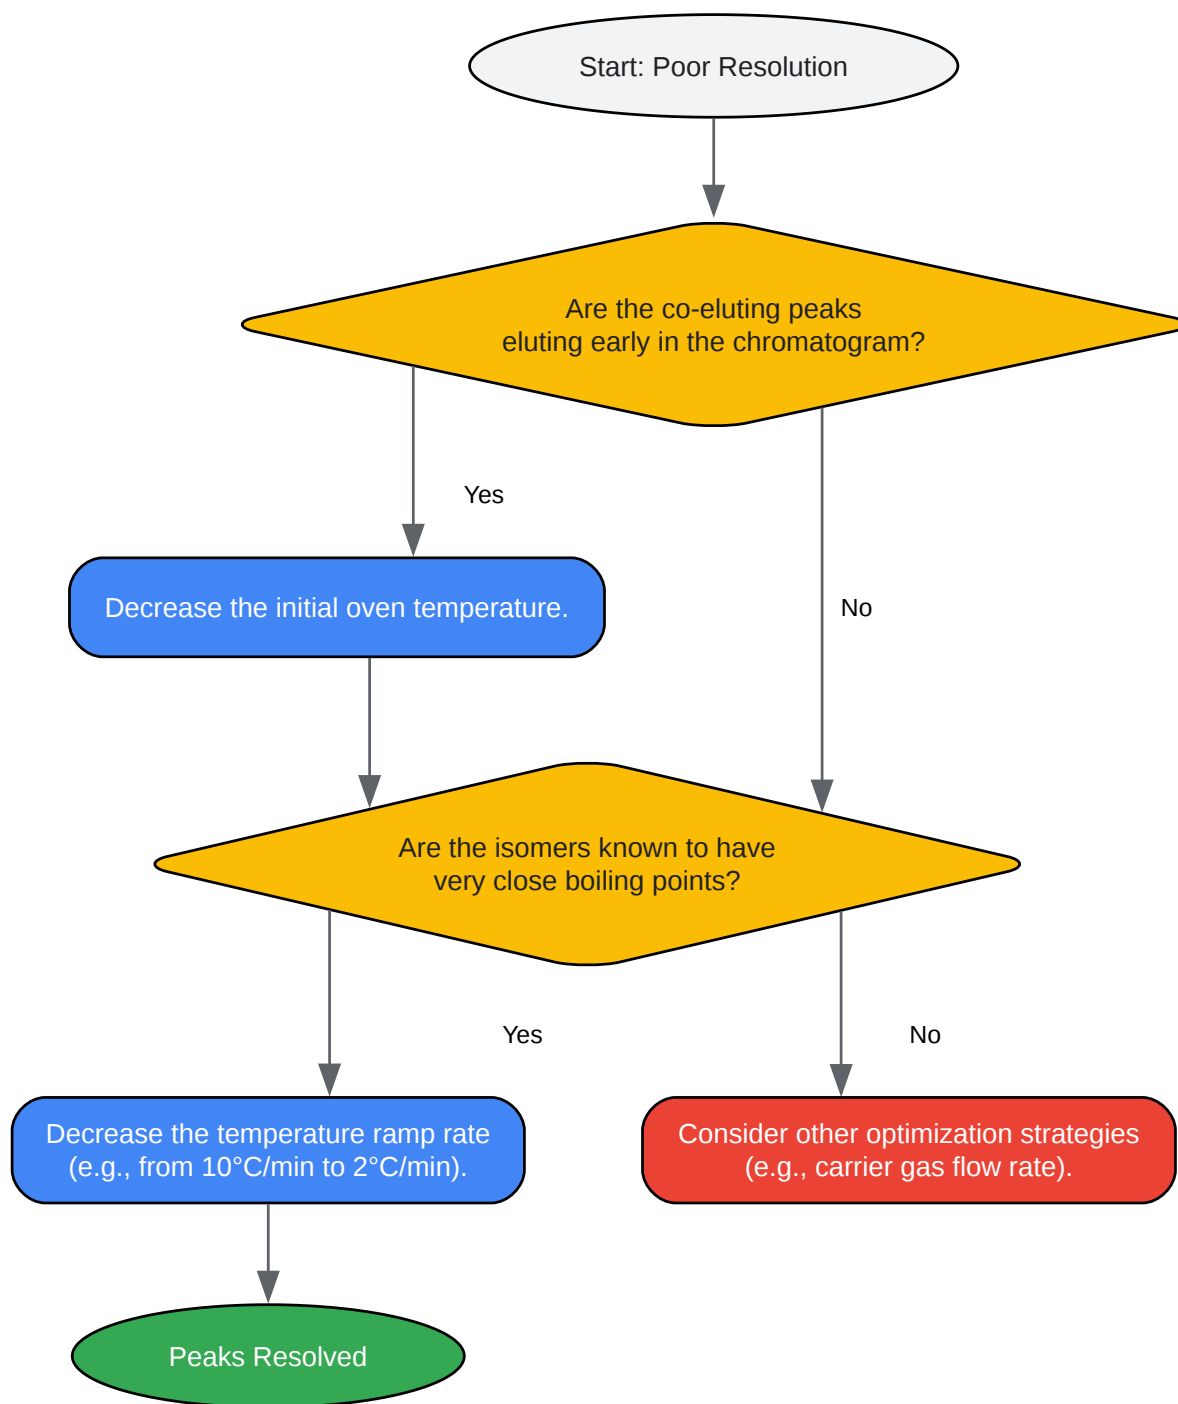 Start: Poor Resolution
Are the co-eluting peaks
eluting early in the chromatogram?
Yes
Decrease the initial oven temperature.
No
Are the isomers known to have
very close boiling points?
Yes
No
Decrease the temperature ramp rate
(e.g., from 10°C/min to 2°C/min).
Consider other optimization strategies
(e.g., carrier gas flow rate).
Peaks Resolved